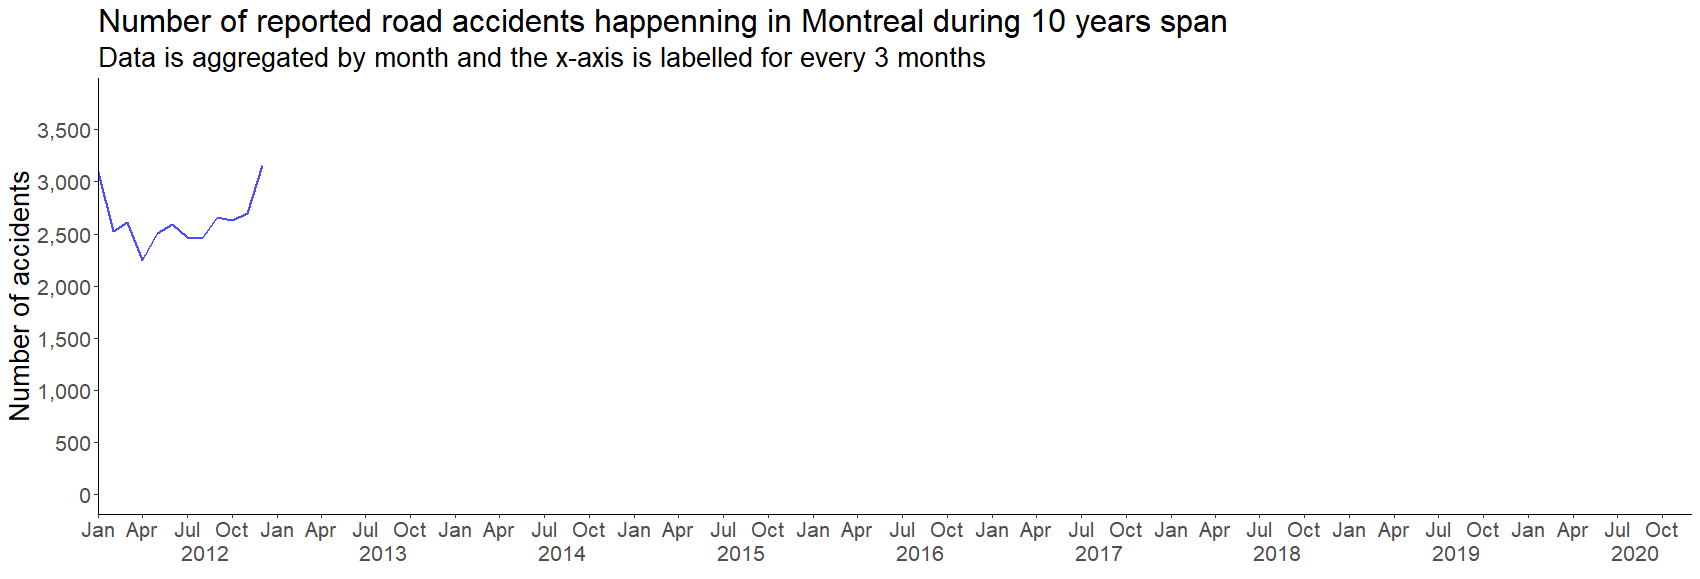 Number of reported road accidents happenning in Montreal during 10 years span
Data is aggregated by month and the x-axis is labelled for every 3 months
Number of accidents
3,500
3,000
2,500
2,000
1,500
1,000
500
0
Jan Apr Jul Oct Jan Apr Jul Oct Jan Apr Jul Oct Jan Apr Jul Oct Jan Apr Jul Oct Jan Apr Jul Oct Jan Apr Jul Oct Jan Apr Jul Oct Jan Apr Jul Oct
2012 2013 2014 2015 2016 2017 2018 2019 2020